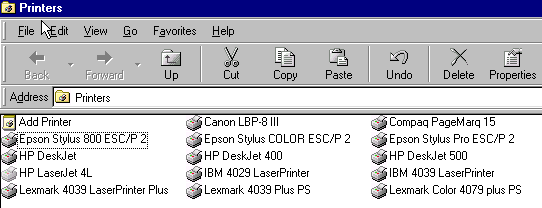 Printers
File Edit View Go Favorites Help
Back Forward Up Cut Copy Paste Undo Delete Properties
Address Printers
Add Printer Canon LBP-8 III Compaq PageMarq 15
Epson Stylus 800 ESC/P 2 Epson Stylus COLOR ESC/P 2 Epson Stylus Pro ESC/P 2
HP DeskJet HP DeskJet 400 HP DeskJet 500
HP LaserJet 4L IBM 4029 LaserPrinter IBM 4039 LaserPrinter
Lexmark 4039 LaserPrinter Plus Lexmark 4039 Plus PS Lexmark Color 4079 plus PS